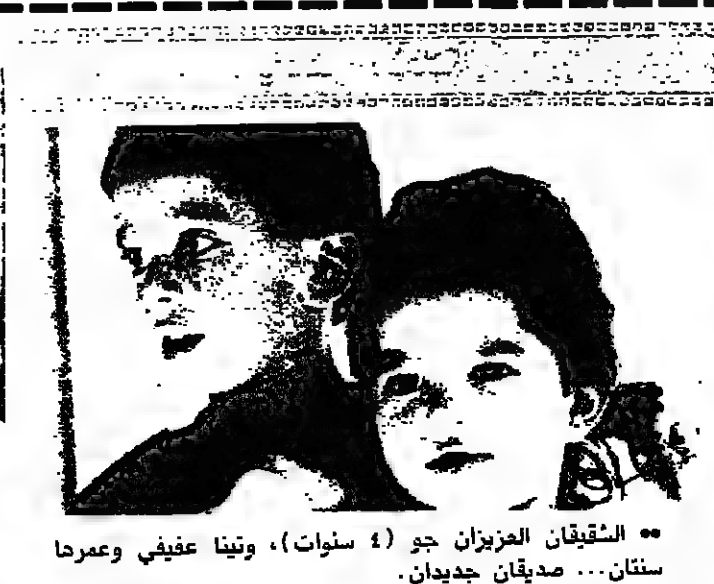 •• الشقيقان العزيزان جو (٤ سنوات)، وتينا عفيفي وعمرها
سنتان... صديقان جديدان.